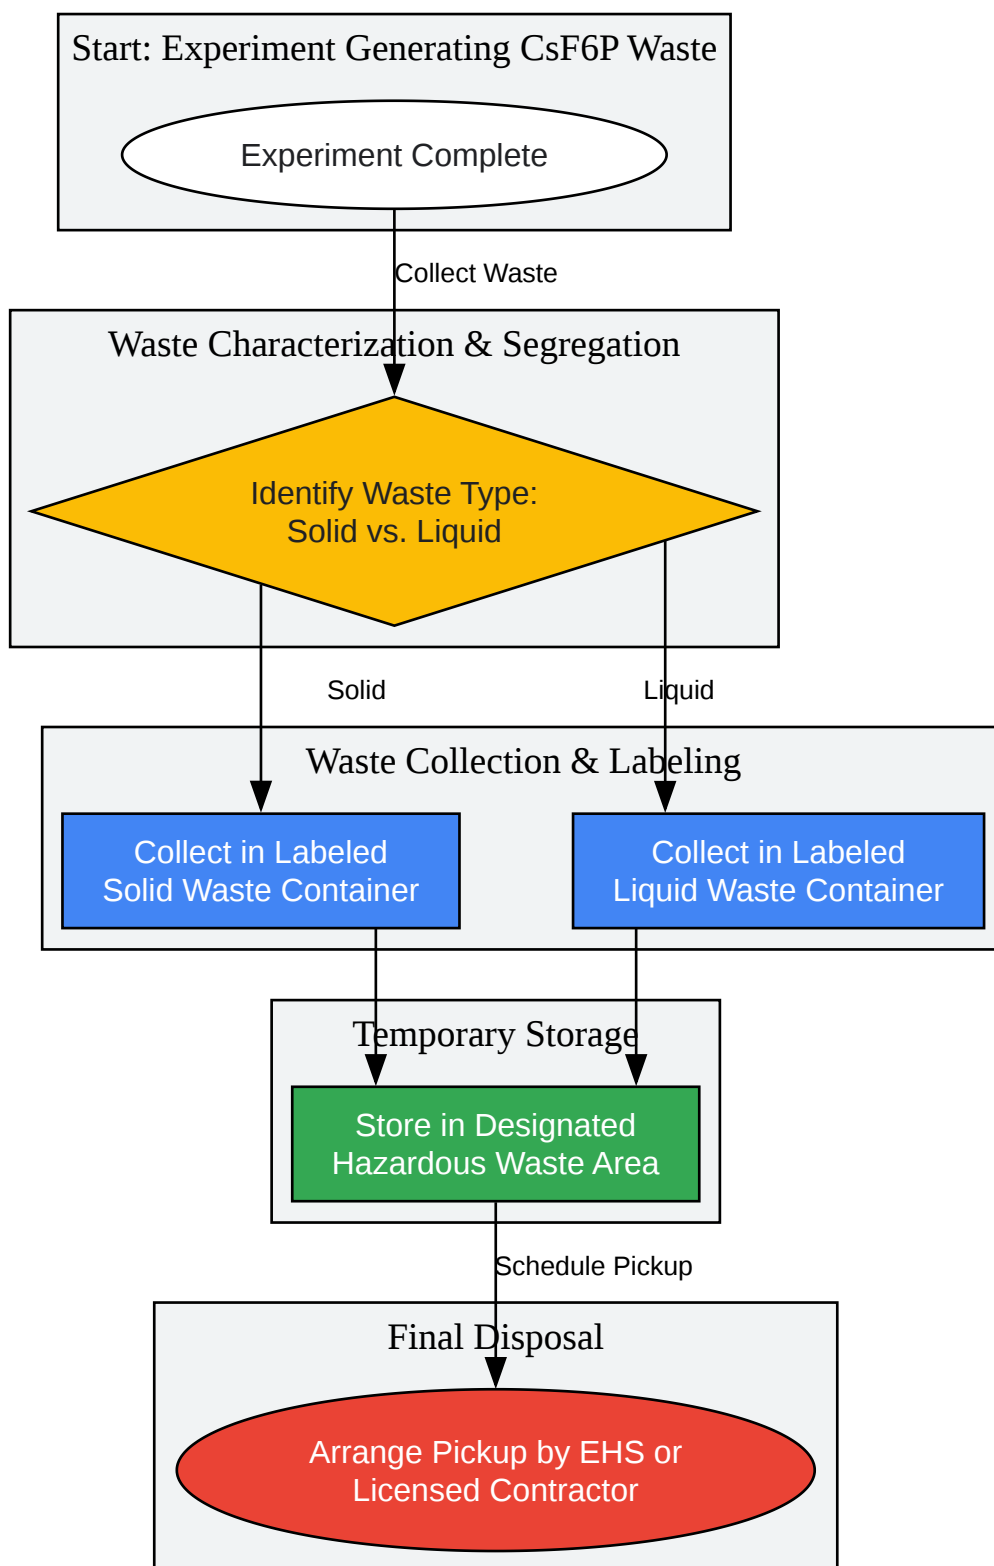 Start: Experiment Generating CsF6P Waste
Experiment Complete
Collect Waste
Waste Characterization & Segregation
Identify Waste Type:
Solid vs. Liquid
Solid
Liquid
Waste Collection & Labeling
Collect in Labeled
Solid Waste Container
Collect in Labeled
Liquid Waste Container
Temporary Storage
Store in Designated
Hazardous Waste Area
Schedule Pickup
Final Disposal
Arrange Pickup by EHS or
Licensed Contractor